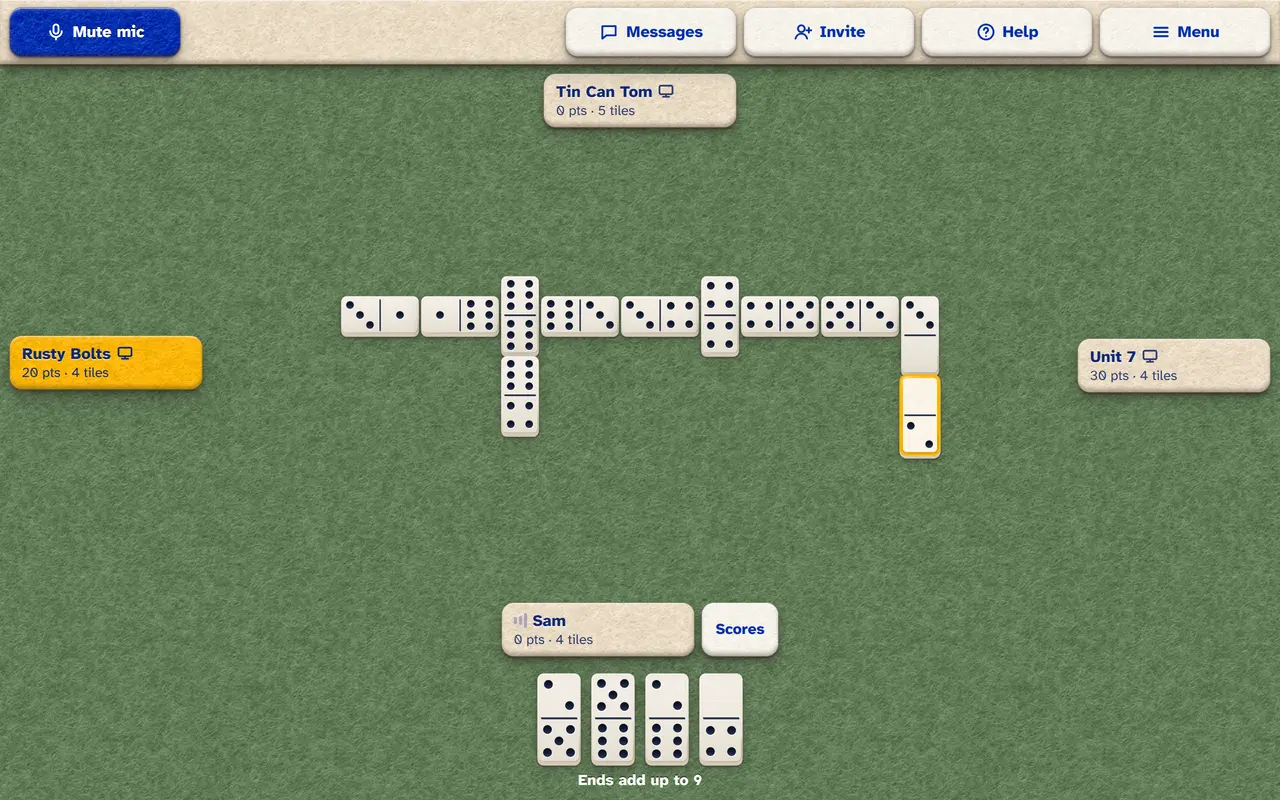 Mute mic
Messages
Invite
Help
Menu
Tin Can Tom
0 pts · 5 tiles
Rusty Bolts
20 pts · 4 tiles
Unit 7
30 pts · 4 tiles
Sam
0 pts · 4 tiles
Scores
Ends add up to 9